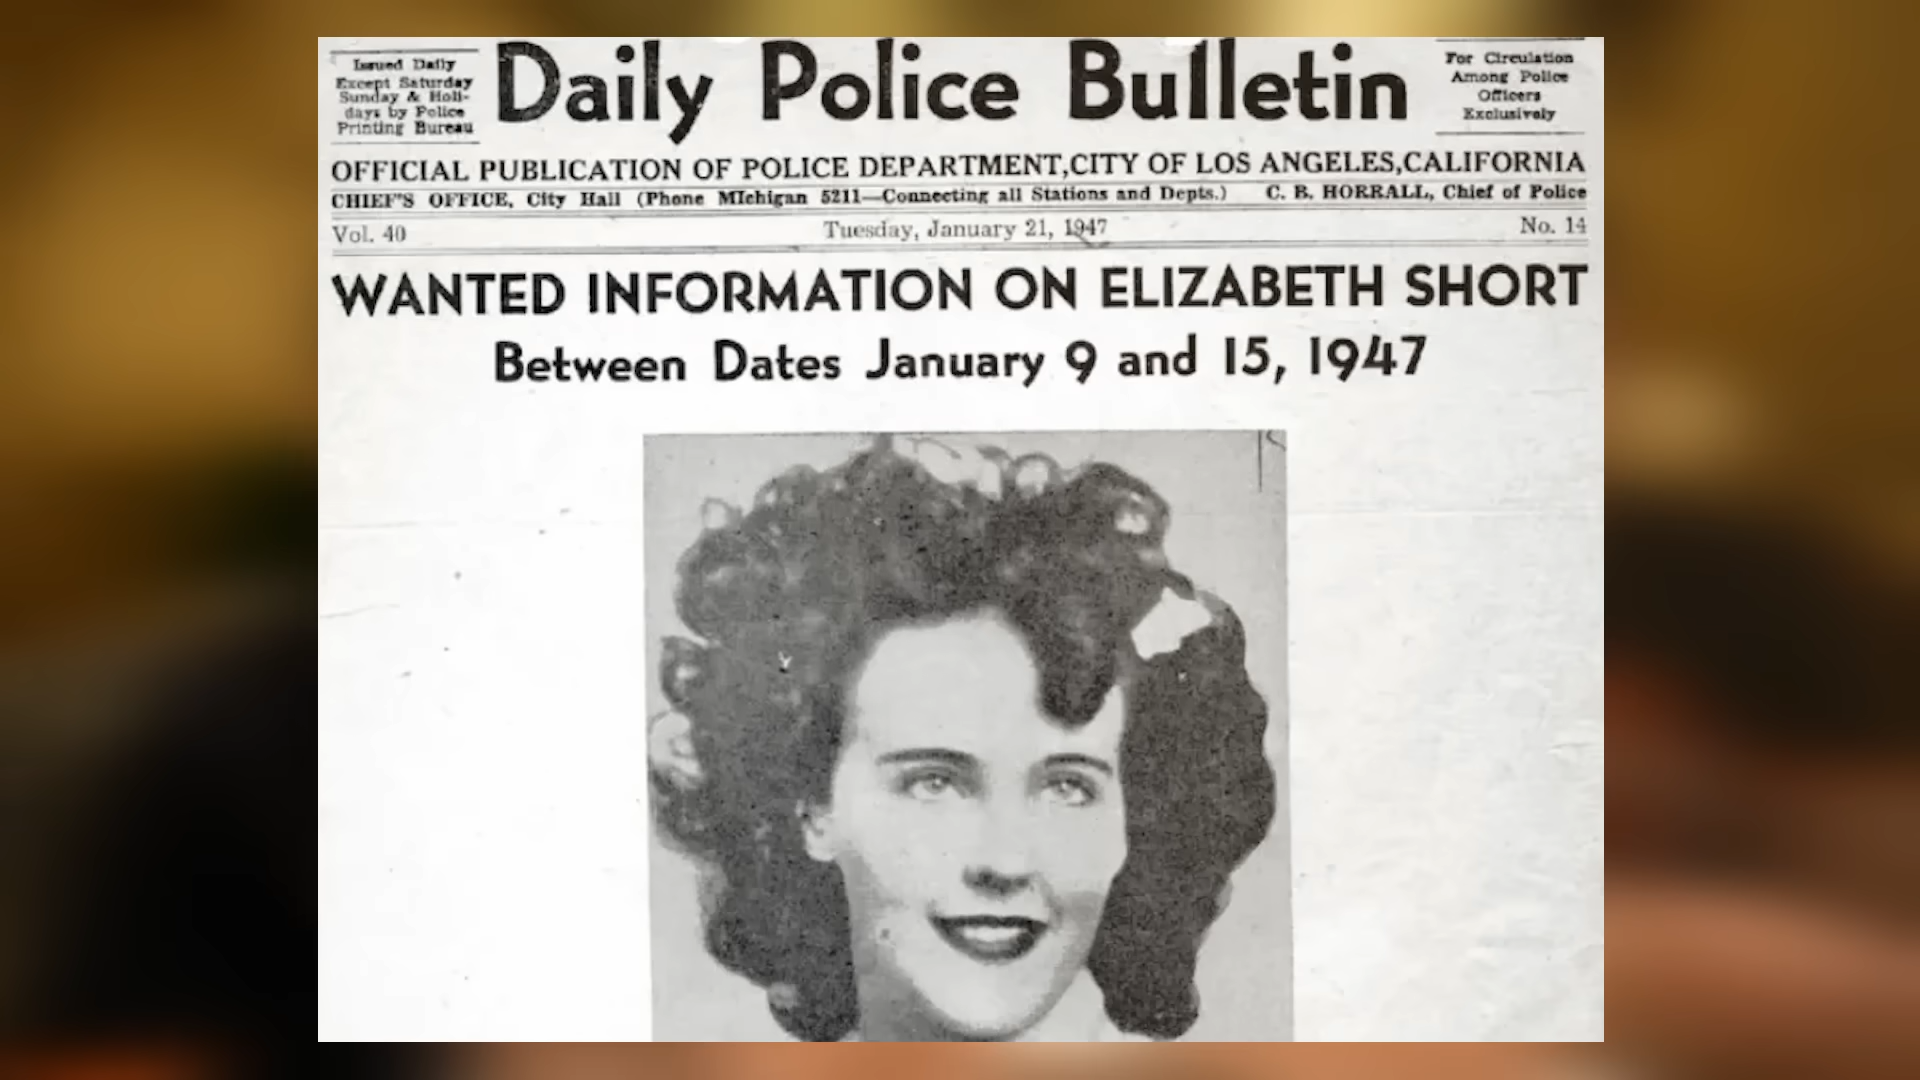 Issued Daily
Except Saturday
Sunday & Holi-
days by Police
Printing Bureau
Daily Police Bulletin
For Circulation
Among Police
Officers
Exclusively
OFFICIAL PUBLICATION OF POLICE DEPARTMENT,CITY OF LOS ANGELES,CALIFORNIA
CHIEF'S OFFICE, City Hall (Phone MIchigan 5211—Connecting all Stations and Depts.) C. B. HORRALL, Chief of Police
Vol. 40 Tuesday, January 21, 1947 No. 14
WANTED INFORMATION ON ELIZABETH SHORT
Between Dates January 9 and 15, 1947